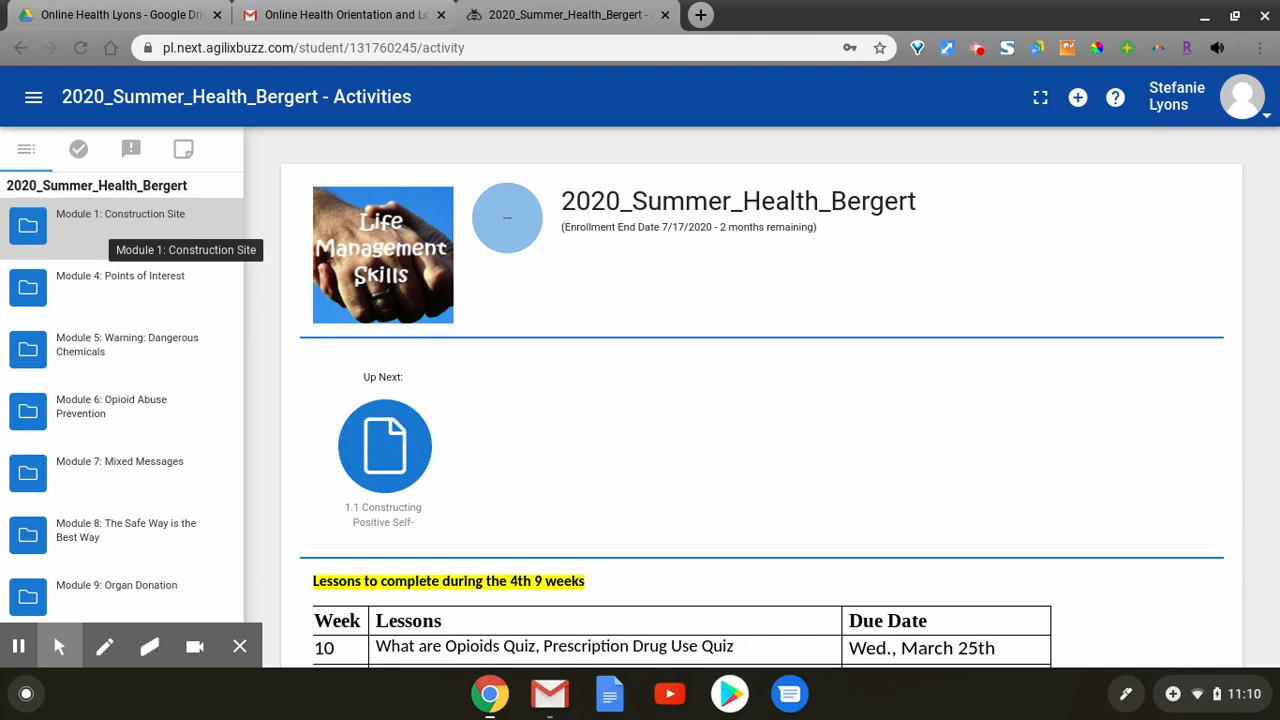 Online Health Lyons - Google Dri
Online Health Orientation and Lo
2020_Summer_Health_Bergert - A
pl.next.agilixbuzz.com/student/131760245/activity
2020_Summer_Health_Bergert - Activities
Stefanie
Lyons
2020_Summer_Health_Bergert
Module 1: Construction Site
Module 1: Construction Site
Module 4: Points of Interest
Module 5: Warning: Dangerous
Chemicals
Module 6: Opioid Abuse
Prevention
Module 7: Mixed Messages
Module 8: The Safe Way is the
Best Way
Module 9: Organ Donation
Life
Management
Skills
--
2020_Summer_Health_Bergert
(Enrollment End Date 7/17/2020 - 2 months remaining)
Up Next:
1.1 Constructing
Positive Self-
Lessons to complete during the 4th 9 weeks
Week Lessons Due Date
10 What are Opioids Quiz, Prescription Drug Use Quiz Wed., March 25th
11:10